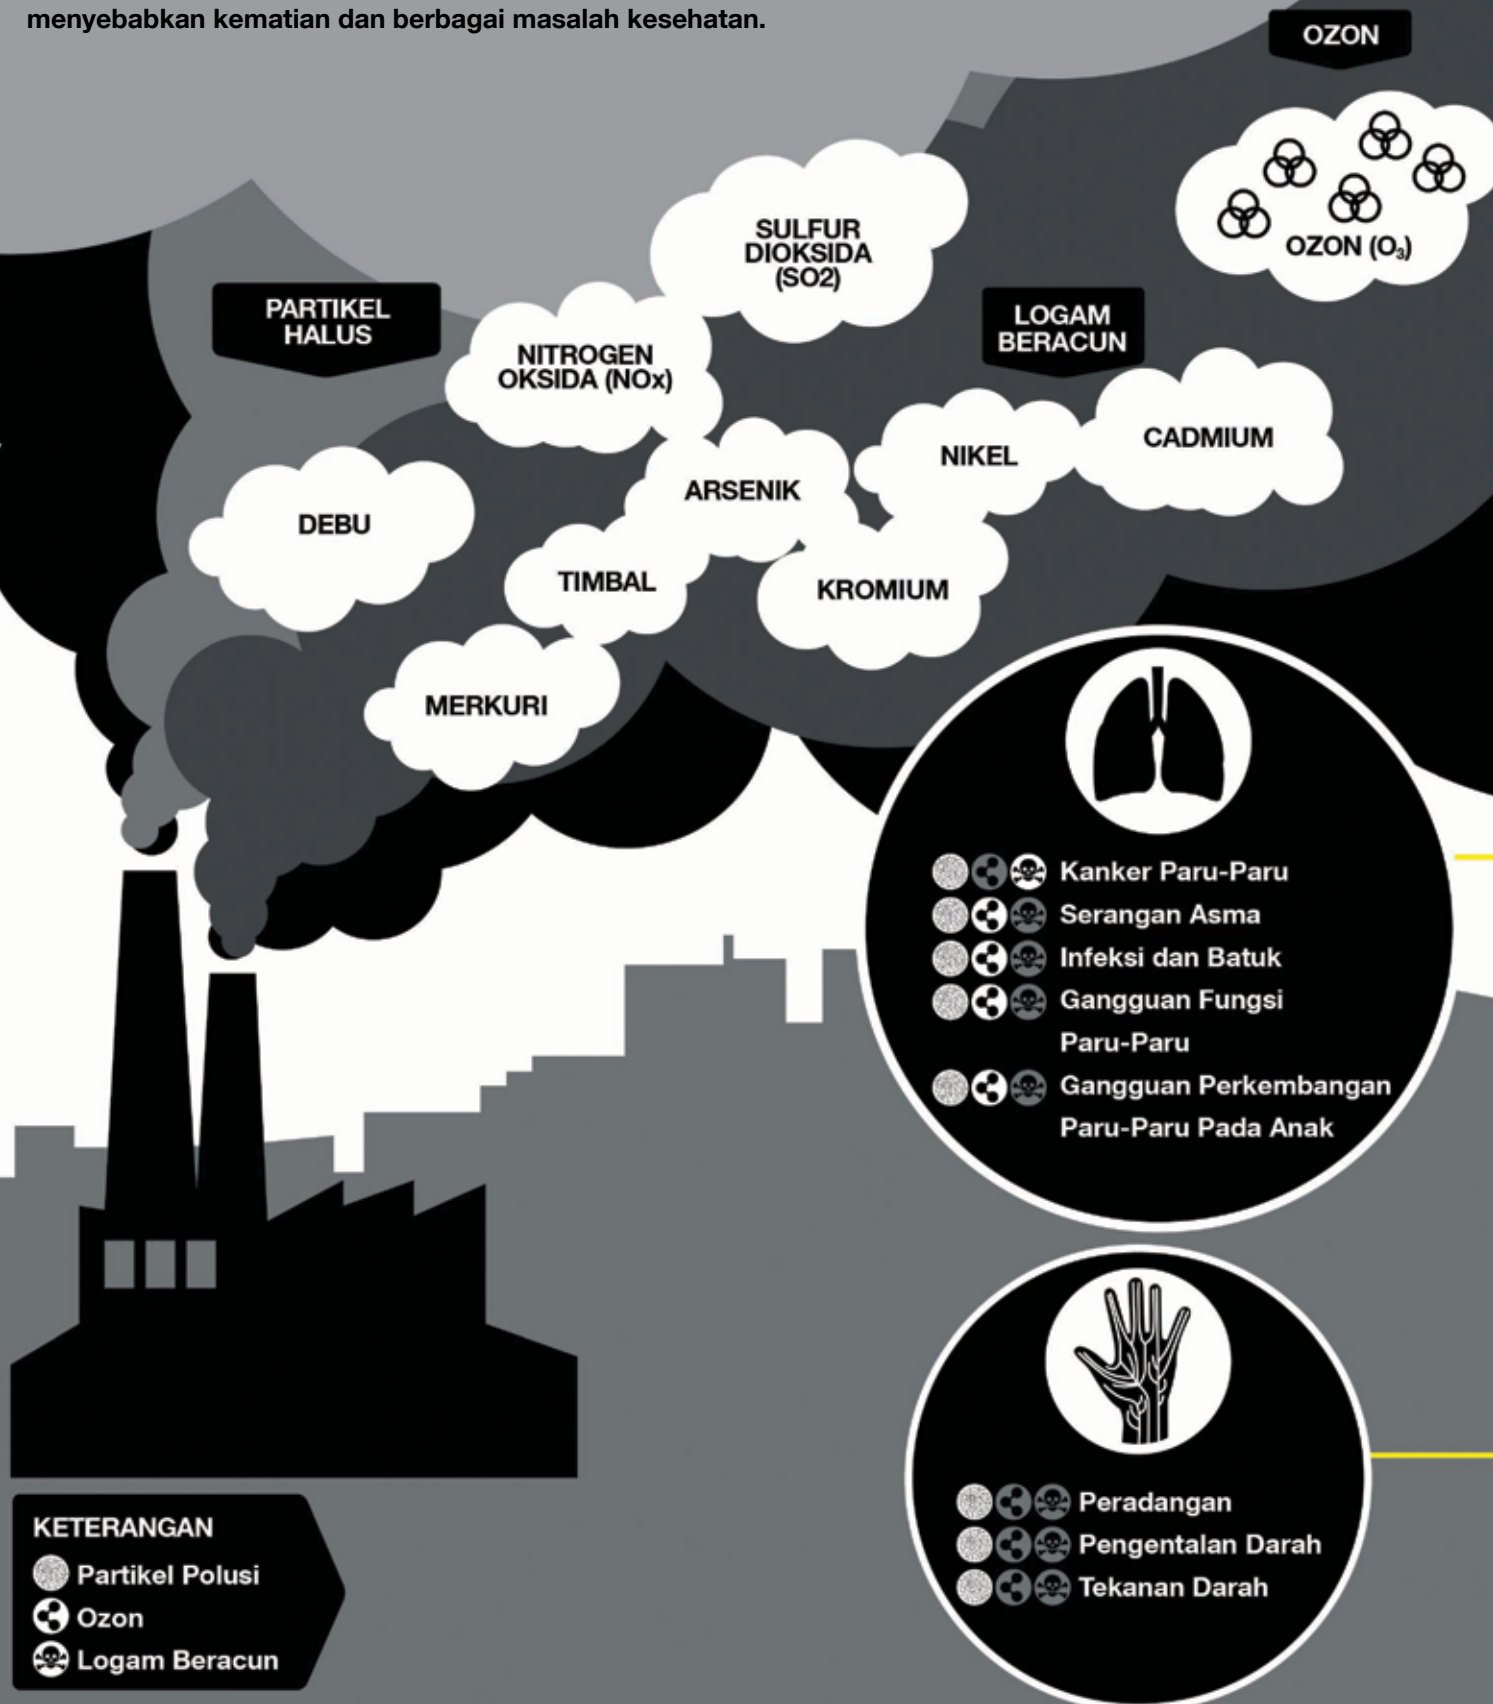 menyebabkan kematian dan berbagai masalah kesehatan.
OZON
OZON (O₃)
SULFUR
DIOKSIDA
(SO2)
PARTIKEL
HALUS
LOGAM
BERACUN
NITROGEN
OKSIDA (NOx)
CADMIUM
NIKEL
ARSENIK
DEBU
TIMBAL
KROMIUM
MERKURI
Kanker Paru-Paru
Serangan Asma
Infeksi dan Batuk
Gangguan Fungsi
Paru-Paru
Gangguan Perkembangan
Paru-Paru Pada Anak
Peradangan
Pengentalan Darah
Tekanan Darah
KETERANGAN
Partikel Polusi
Ozon
Logam Beracun